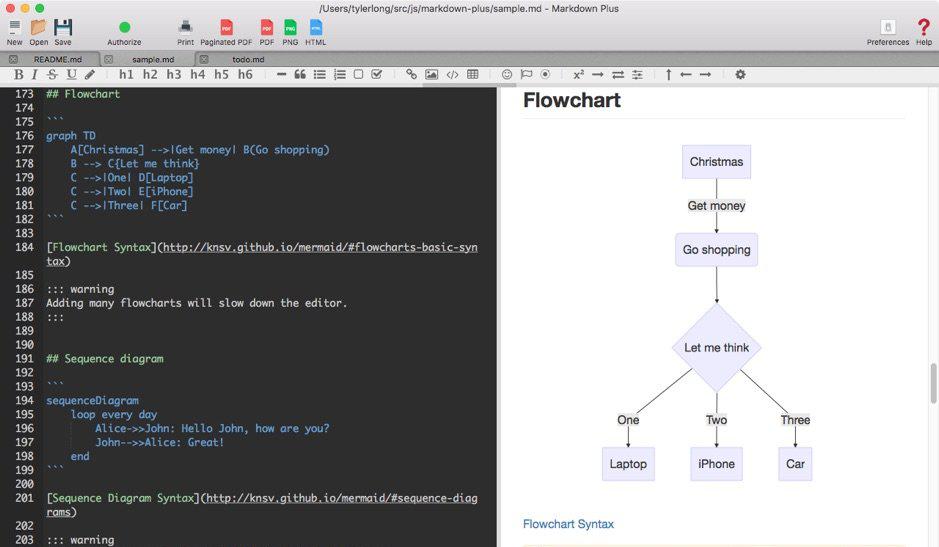 /Users/tylerlong/src/js/markdown-plus/sample.md - Markdown Plus
New Open Save Authorize Print Paginated PDF PDF PNG HTML Preferences Help
README.md sample.md todo.md
B I S U h1 h2 h3 h4 h5 h6 x²
173 ## Flowchart
174
175 ```
176 graph TD
177 A[Christmas] -->|Get money| B(Go shopping)
178 B --> C{Let me think}
179 C -->|One| D[Laptop]
180 C -->|Two| E[iPhone]
181 C -->|Three| F[Car]
182 ```
183
184 [Flowchart Syntax](http://knsv.github.io/mermaid/#flowcharts-basic-syn
tax)
185
186 ::: warning
187 Adding many flowcharts will slow down the editor.
188 :::
189
190
191 ## Sequence diagram
192
193 ```
194 sequenceDiagram
195 loop every day
196 Alice->>John: Hello John, how are you?
197 John-->>Alice: Great!
198 end
199 ```
200
201 [Sequence Diagram Syntax](http://knsv.github.io/mermaid/#sequence-diag
rams)
202
203 ::: warning
Flowchart
Christmas
Get money
Go shopping
Let me think
One Two Three
Laptop iPhone Car
Flowchart Syntax